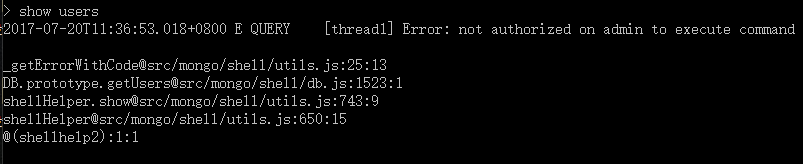 > show users
2017-07-20T11:36:53.018+0800 E QUERY    [thread1] Error: not authorized on admin to execute command
_getErrorWithCode@src/mongo/shell/utils.js:25:13
DB.prototype.getUsers@src/mongo/shell/db.js:1523:1
shellHelper.show@src/mongo/shell/utils.js:743:9
shellHelper@src/mongo/shell/utils.js:650:15
@(shellhelp2):1:1